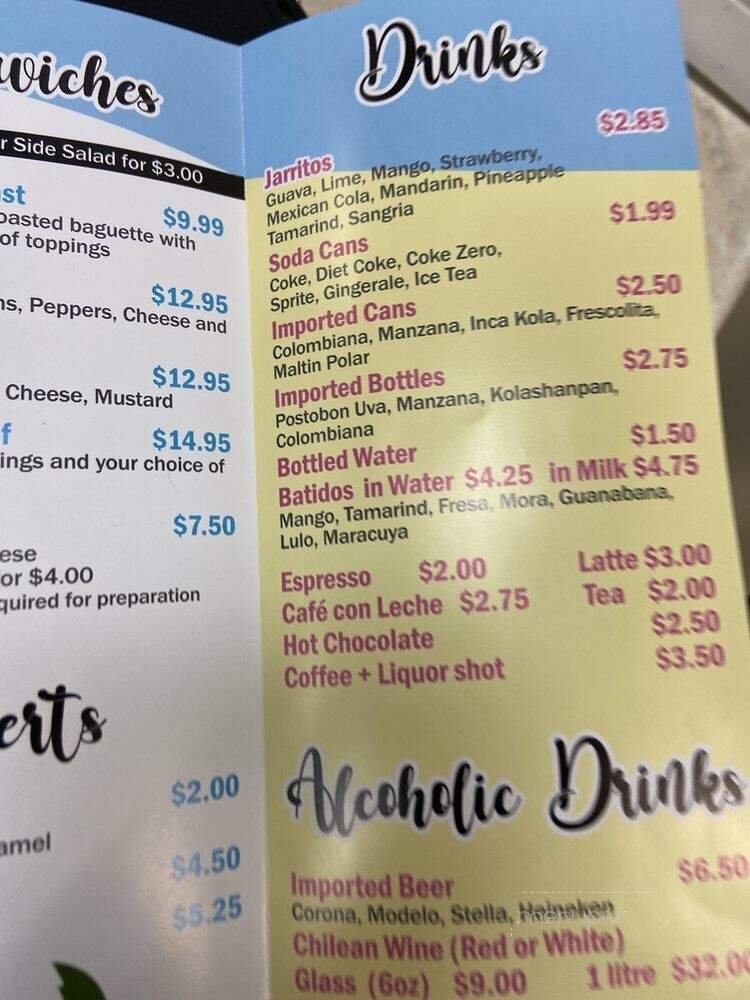 wiches
r Side Salad for $3.00
st $9.99
oasted baguette with
of toppings
$12.95
ns, Peppers, Cheese and
$12.95
Cheese, Mustard
f $14.95
ings and your choice of
$7.50
ese
or $4.00
quired for preparation
erts
$2.00
amel
$4.50
$5.25
Drinks
Jarritos $2.85
Guava, Lime, Mango, Strawberry,
Mexican Cola, Mandarin, Pineapple
Tamarind, Sangria
Soda Cans $1.99
Coke, Diet Coke, Coke Zero,
Sprite, Gingerale, Ice Tea
Imported Cans $2.50
Colombiana, Manzana, Inca Kola, Frescolita,
Maltin Polar
Imported Bottles $2.75
Postobon Uva, Manzana, Kolashanpan,
Colombiana
Bottled Water $1.50
Batidos in Water $4.25 in Milk $4.75
Mango, Tamarind, Fresa, Mora, Guanabana,
Lulo, Maracuya
Espresso $2.00 Latte $3.00
Café con Leche $2.75 Tea $2.00
Hot Chocolate $2.50
Coffee + Liquor shot $3.50
Alcoholic Drinks
Imported Beer $6.50
Corona, Modelo, Stella, Heineken
Chilean Wine (Red or White)
Glass (6oz) $9.00 1 litre $32.00